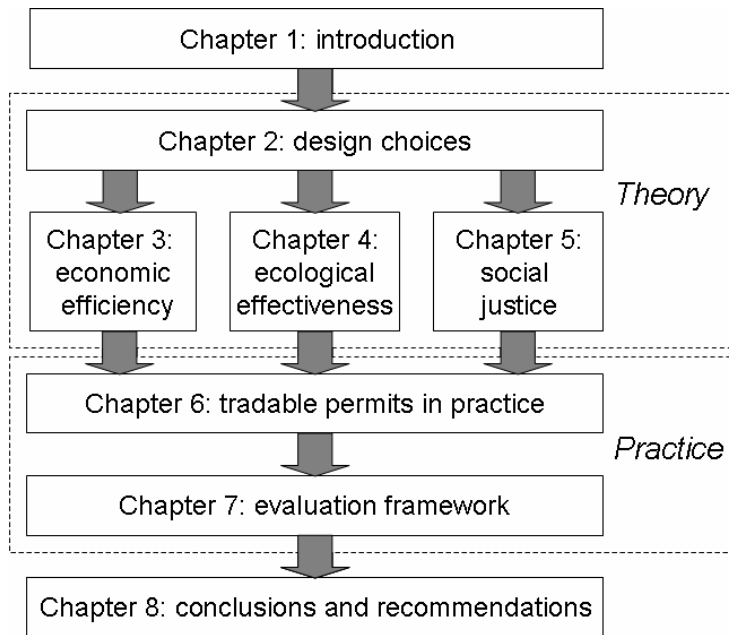 Chapter 1: introduction
Chapter 2: design choices
Theory
Chapter 3:
economic
efficiency
Chapter 4:
ecological
effectiveness
Chapter 5:
social
justice
Chapter 6: tradable permits in practice
Practice
Chapter 7: evaluation framework
Chapter 8: conclusions and recommendations